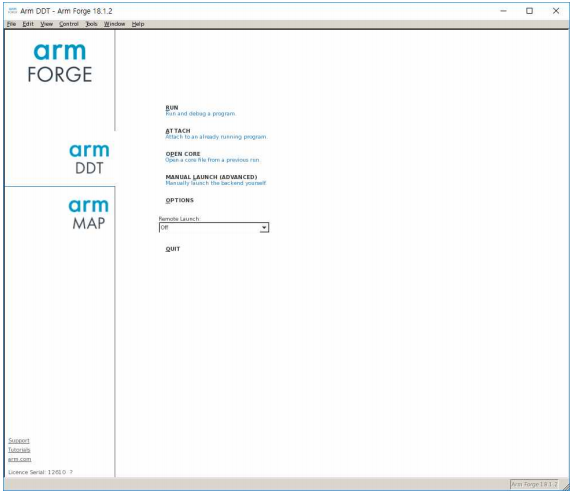 Arm DDT - Arm Forge 18.1.2
File Edit View Control Tools Window Help
arm
FORGE
RUN
Run and debug a program.
ATTACH
Attach to an already running program.
arm
DDT
OPEN CORE
Open a core file from a previous run.
MANUAL LAUNCH (ADVANCED)
Manually launch the backend yourself.
arm
MAP
OPTIONS
Remote Launch:
Off
QUIT
Support
Tutorials
arm.com
Licence Serial: 12610 ?
Arm Forge 18.1.2